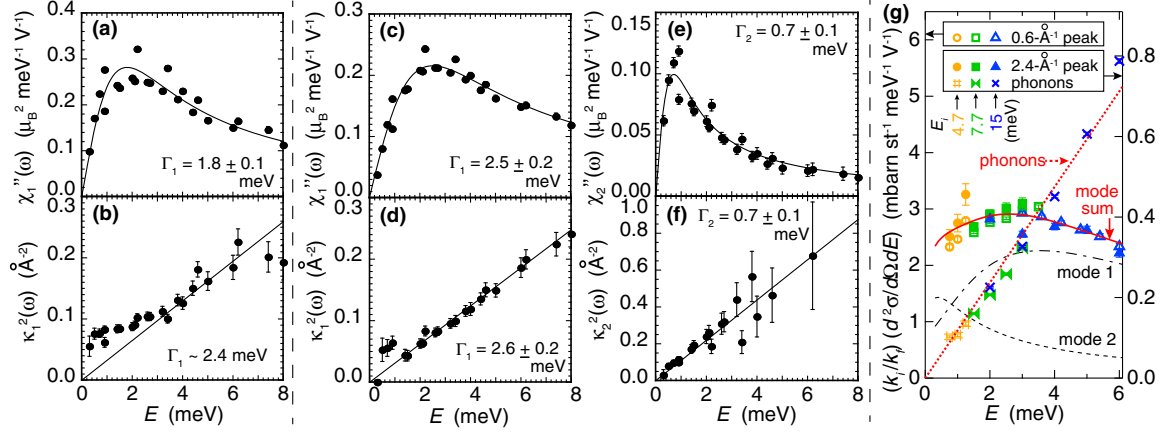 (a)
χ₁''(ω) (μ_B² meV⁻¹ V⁻¹)
0.4
0.3
0.2
0.1
0.0
Γ₁ = 1.8 ± 0.1
meV
(b)
κ₁²(ω) (Å⁻²)
0.3
0.2
0.1
0.0
Γ₁ ~ 2.4 meV
0 2 4 6 8
E (meV)
(c)
χ₁''(ω) (μ_B² meV⁻¹ V⁻¹)
0.3
0.2
0.1
0.0
Γ₁ = 2.5 ± 0.2
meV
(d)
κ₁²(ω) (Å⁻²)
0.3
0.2
0.1
0.0
Γ₁ = 2.6 ± 0.2
meV
0 2 4 6 8
E (meV)
(e)
χ₂''(ω) (μ_B² meV⁻¹ V⁻¹)
0.15
0.10
0.05
0.00
Γ₂ = 0.7 ± 0.1
meV
(f)
κ₂²(ω) Å⁻²)
1.0
0.8
0.6
0.4
0.2
0.0
Γ₂ = 0.7 ± 0.1
meV
0 2 4 6 8
E (meV)
(g)
(k_i/k_f) (d²σ/dΩdE) (mbarn st⁻¹ meV⁻¹ V⁻¹)
6
5
4
3
2
1
0
0.8
0.6
0.4
0.2
0.0
0.6-Å⁻¹ peak
2.4-Å⁻¹ peak
phonons
E_i
4.7
7.7
15
(meV)
phonons
mode
sum
mode 1
mode 2
0 2 4 6
E (meV)